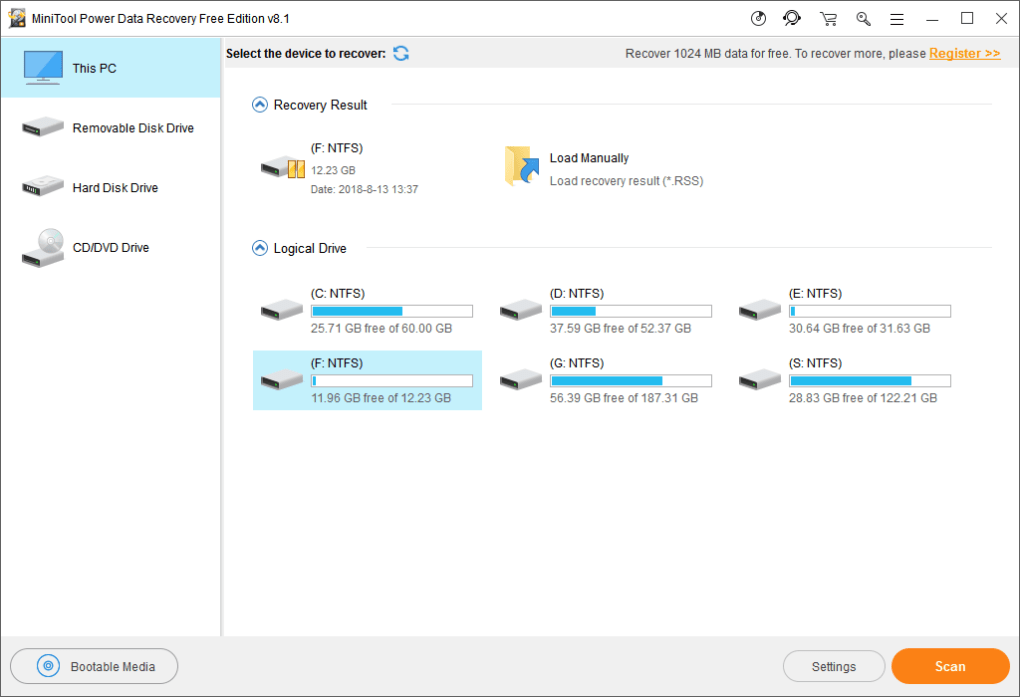 MiniTool Power Data Recovery Free Edition v8.1
This PC
Removable Disk Drive
Hard Disk Drive
CD/DVD Drive
Select the device to recover:
Recover 1024 MB data for free. To recover more, please Register >>
Recovery Result
(F: NTFS)
12.23 GB
Date: 2018-8-13 13:37
Load Manually
Load recovery result (*.RSS)
Logical Drive
(C: NTFS)
25.71 GB free of 60.00 GB
(D: NTFS)
37.59 GB free of 52.37 GB
(E: NTFS)
30.64 GB free of 31.63 GB
(F: NTFS)
11.96 GB free of 12.23 GB
(G: NTFS)
56.39 GB free of 187.31 GB
(S: NTFS)
28.83 GB free of 122.21 GB
Bootable Media
Settings
Scan